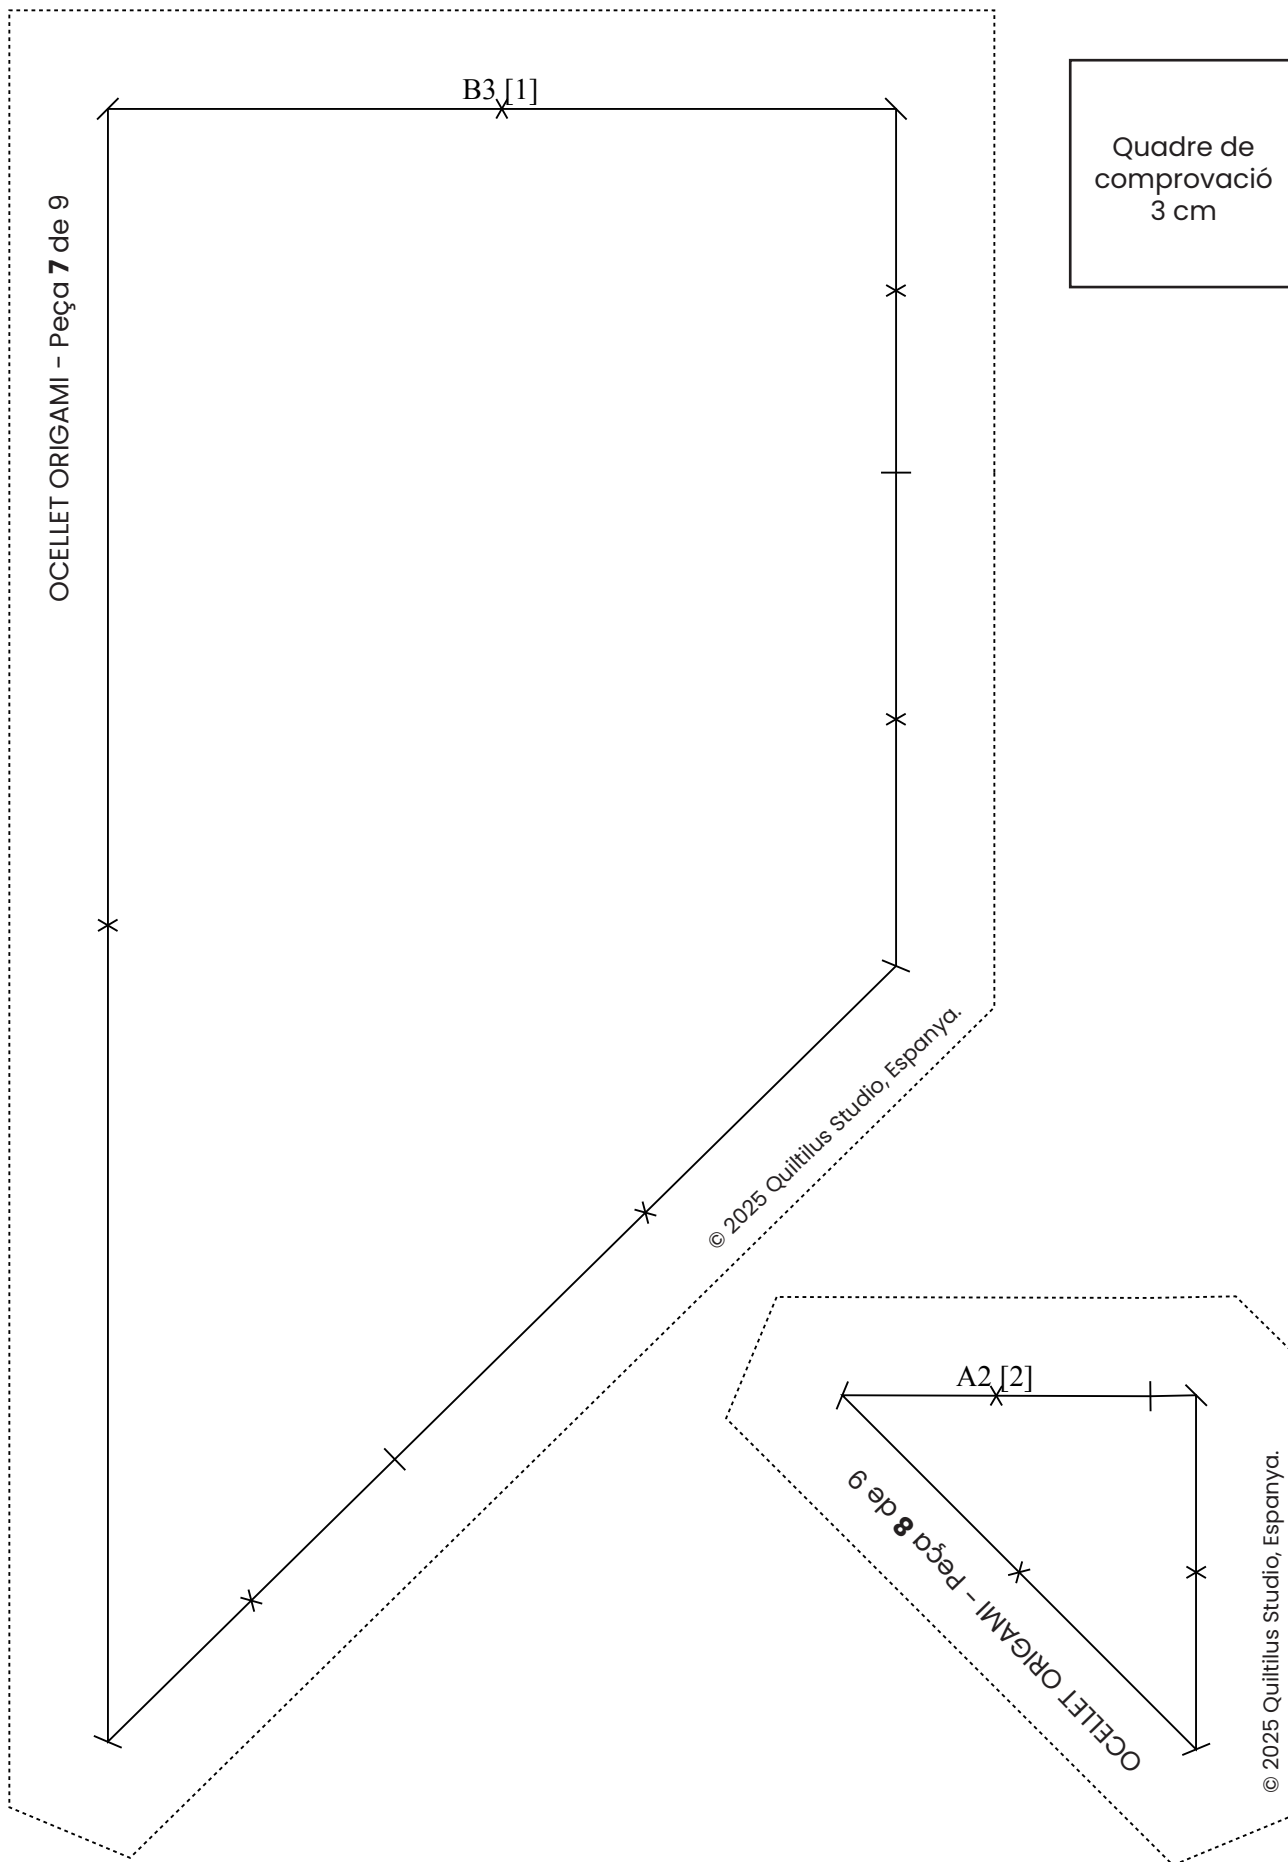 B3 [1]
OCELLET ORIGAMI - Peça 7 de 9
Quadre de
comprovació
3 cm
© 2025 Quiltilus Studio, Espanya.
A2 [2]
OCELLET ORIGAMI - Peça 8 de 9
© 2025 Quiltilus Studio, Espanya.